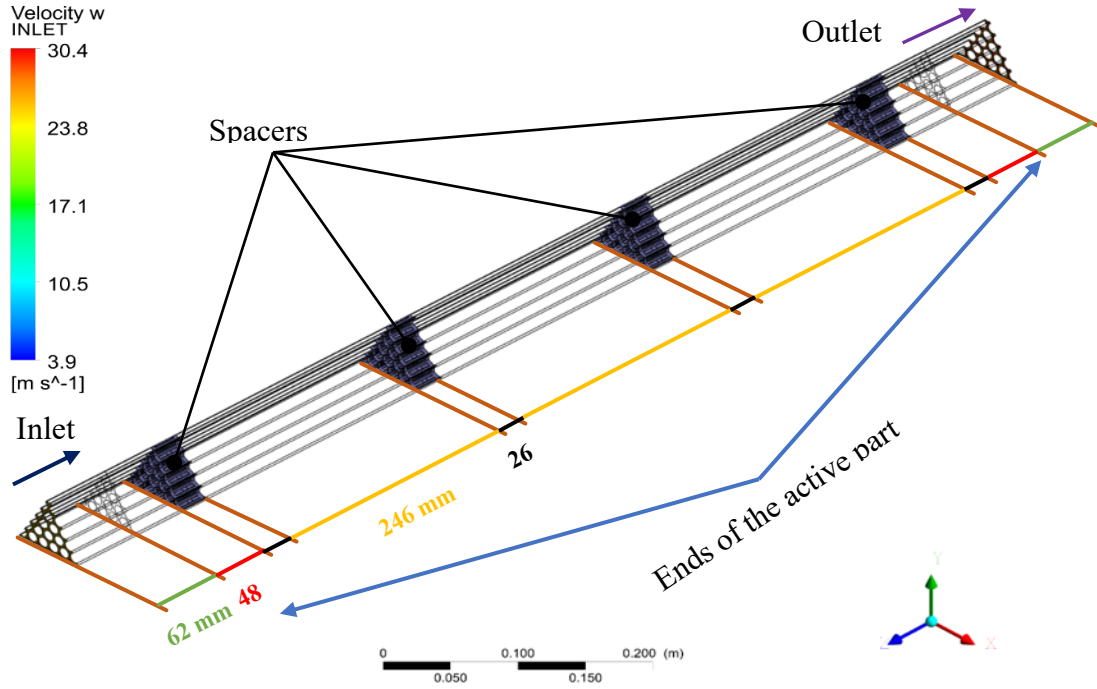 Velocity w
INLET
30.4
23.8
17.1
10.5
3.9
[m s^-1]
Outlet
Spacers
Inlet
26
246 mm
48
62 mm
Ends of the active part
0 0.100 0.200 (m)
0.050 0.150
Y
Z
X